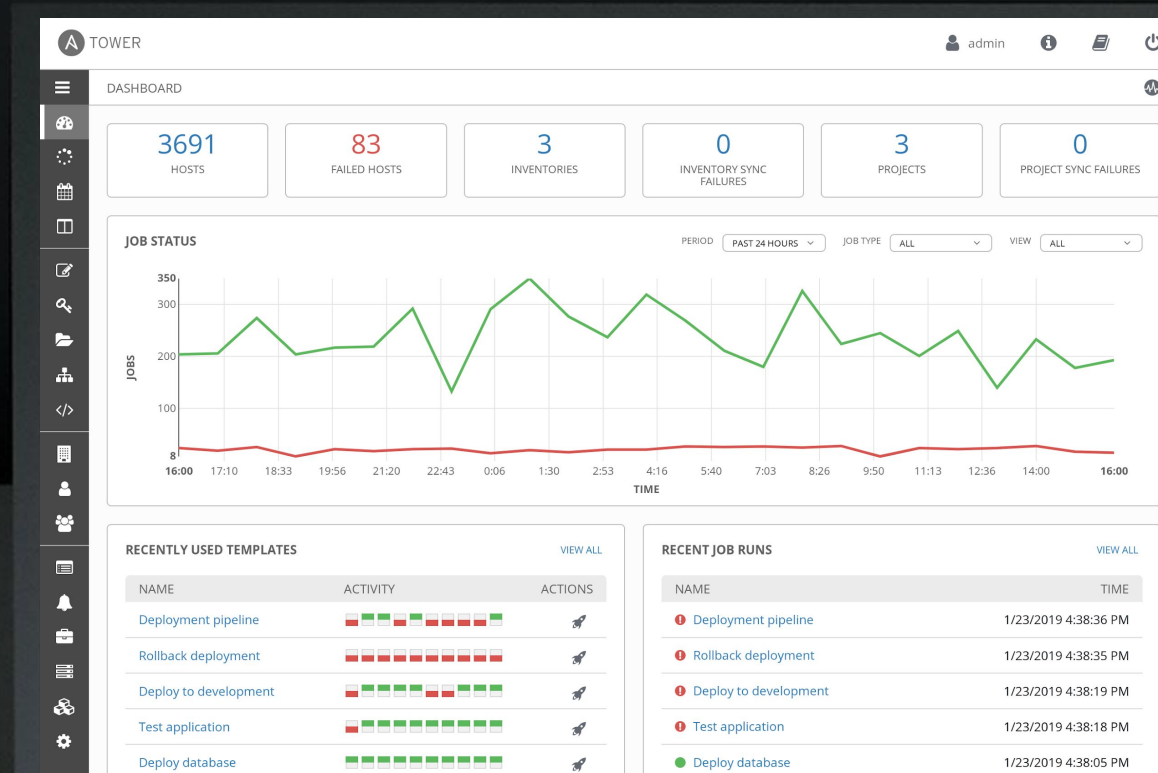 TOWER
admin
DASHBOARD
3691
HOSTS
83
FAILED HOSTS
3
INVENTORIES
0
INVENTORY SYNC
FAILURES
3
PROJECTS
0
PROJECT SYNC FAILURES
JOB STATUS
PERIOD PAST 24 HOURS JOB TYPE ALL VIEW ALL
350
300
200
100
8
JOBS
16:00 17:10 18:33 19:56 21:20 22:43 0:06 1:30 2:53 4:16 5:40 7:03 8:26 9:50 11:13 12:36 14:00 16:00
TIME
RECENTLY USED TEMPLATES VIEW ALL
NAME ACTIVITY ACTIONS
Deployment pipeline
Rollback deployment
Deploy to development
Test application
Deploy database
RECENT JOB RUNS VIEW ALL
NAME TIME
Deployment pipeline 1/23/2019 4:38:36 PM
Rollback deployment 1/23/2019 4:38:35 PM
Deploy to development 1/23/2019 4:38:19 PM
Test application 1/23/2019 4:38:18 PM
Deploy database 1/23/2019 4:38:05 PM